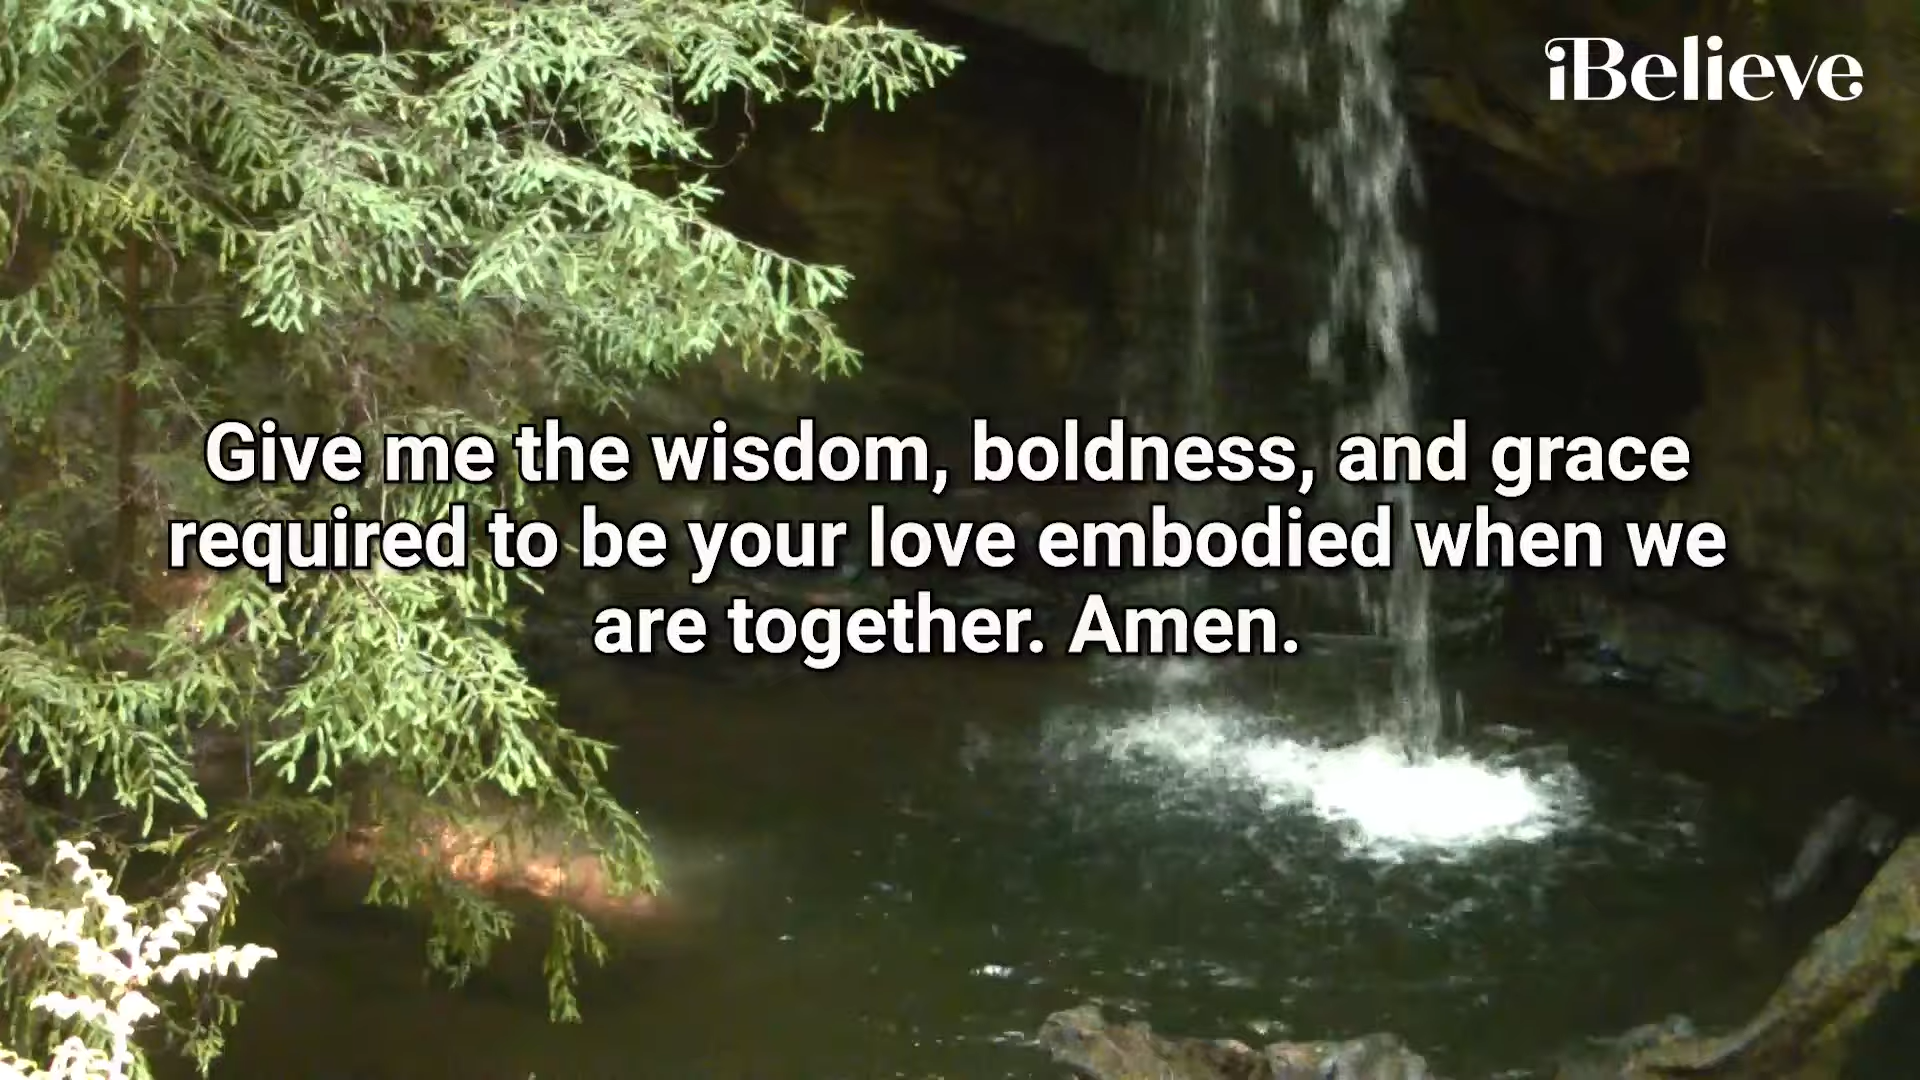 iBelieve
Give me the wisdom, boldness, and grace
required to be your love embodied when we
are together. Amen.